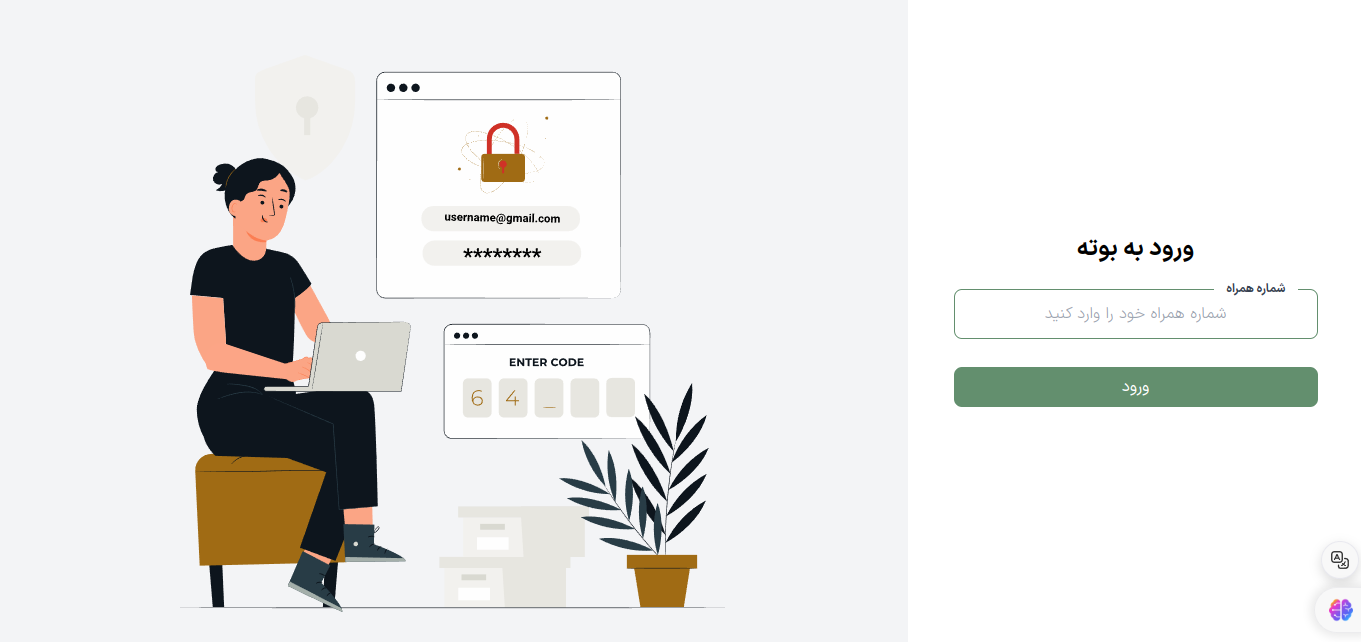 ورود به بوته
شماره همراه
شماره همراه خود را وارد کنید
ورود
username@gmail.com
********
ENTER CODE
6 4 _